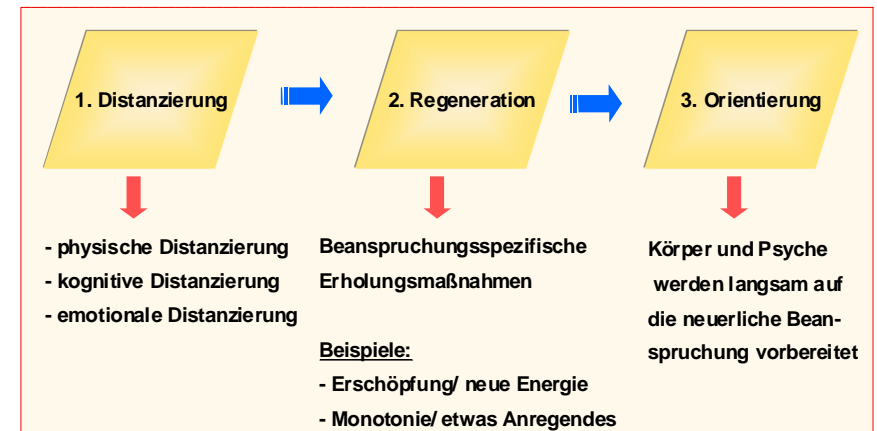 1. Distanzierung
2. Regeneration
3. Orientierung
- physische Distanzierung
- kognitive Distanzierung
- emotionale Distanzierung
Beanspruchungsspezifische
Erholungsmaßnahmen
Beispiele:
- Erschöpfung/ neue Energie
- Monotonie/ etwas Anregendes
Körper und Psyche
werden langsam auf
die neuerliche Bean-
spruchung vorbereitet